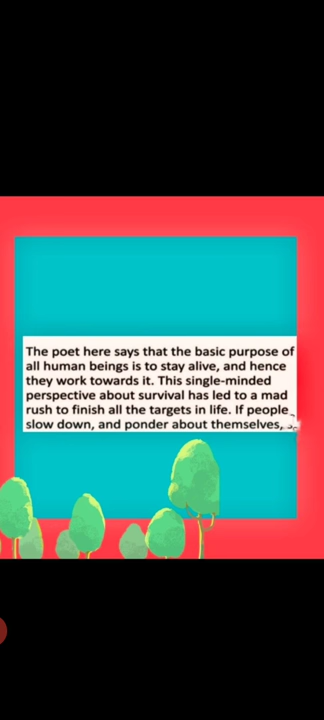 The poet here says that the basic purpose of
all human beings is to stay alive, and hence
they work towards it. This single-minded
perspective about survival has led to a mad
rush to finish all the targets in life. If people
slow down, and ponder about themselves,